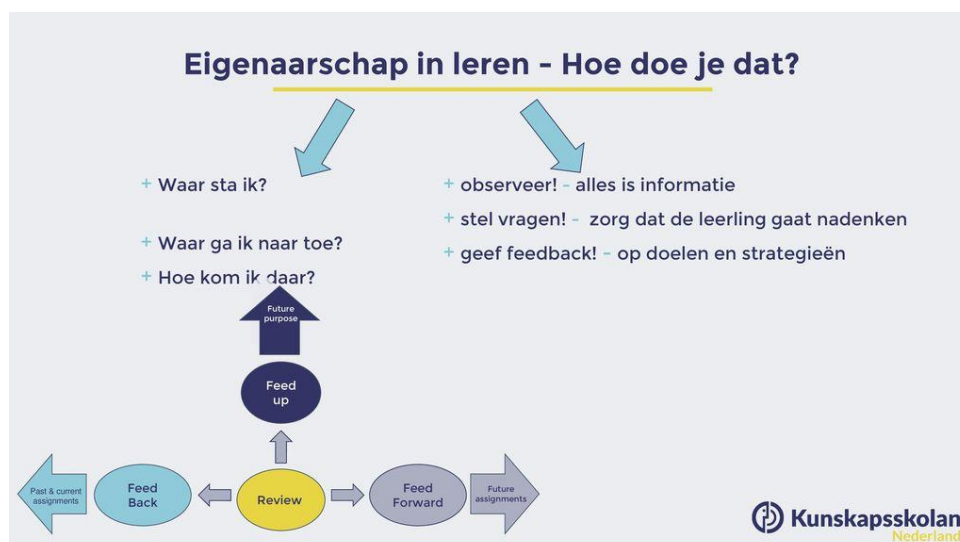 Eigenaarschap in leren - Hoe doe je dat?
+ Waar sta ik?
+ Waar ga ik naar toe?
+ Hoe kom ik daar?
+ observeer! - alles is informatie
+ stel vragen! - zorg dat de leerling gaat nadenken
+ geef feedback! - op doelen en strategieën
Future
purpose
Feed
up
Past & current
assignments
Feed
Back
Review
Feed
Forward
Future
assignments
Kunskapsskolan
Nederland